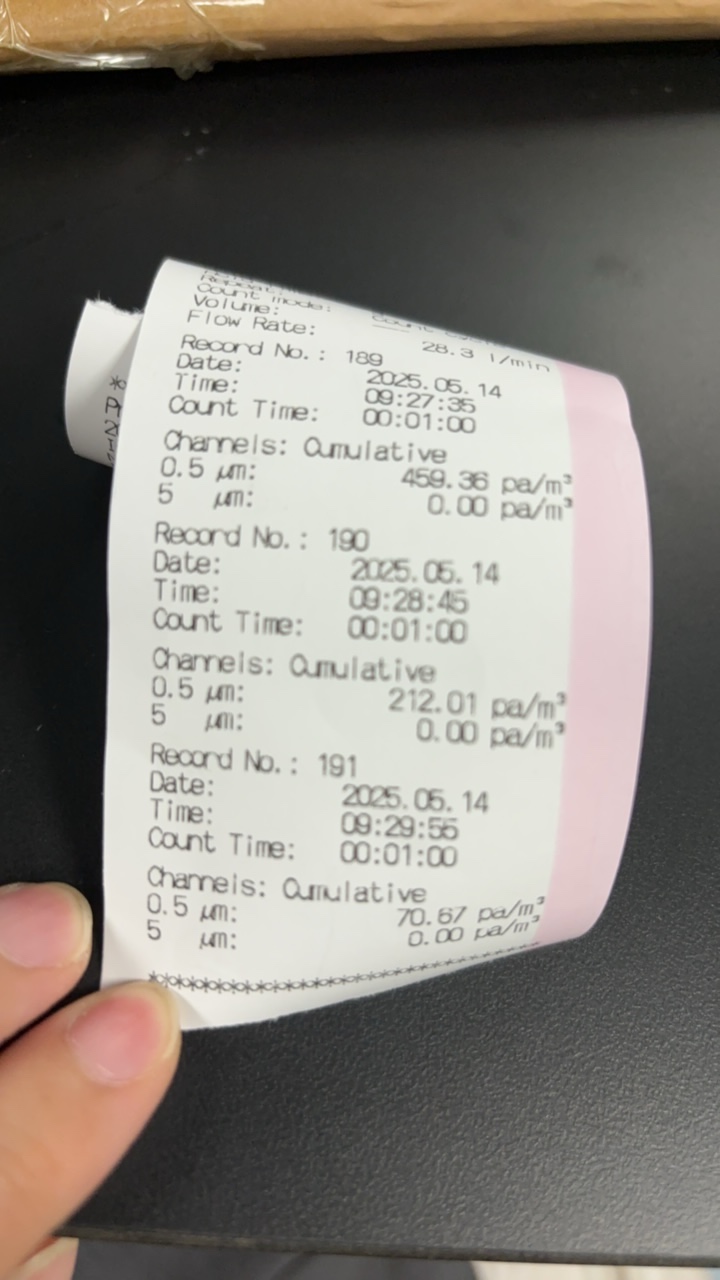 Repeat:
Count mode:
Volume:
Flow Rate: 28.3 l/min
Record No.: 189
Date: 2025.05.14
Time: 09:27:35
Count Time: 00:01:00
Channels: Cumulative
0.5 µm: 459.36 pa/m³
5 µm: 0.00 pa/m³
Record No.: 190
Date: 2025.05.14
Time: 09:28:45
Count Time: 00:01:00
Channels: Cumulative
0.5 µm: 212.01 pa/m³
5 µm: 0.00 pa/m³
Record No.: 191
Date: 2025.05.14
Time: 09:29:55
Count Time: 00:01:00
Channels: Cumulative
0.5 µm: 70.67 pa/m³
5 µm: 0.00 pa/m³